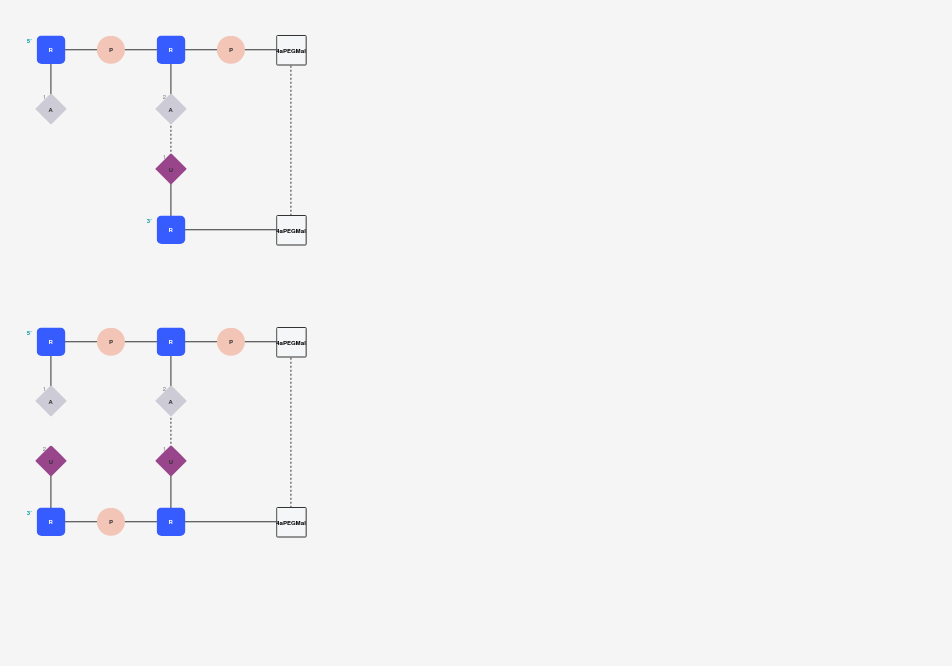 5'
R P R P 4aPEGMal
1 2
A A
1
U
3'
R 4aPEGMal
5'
R P R P 4aPEGMal
1 2
A A
2 1
U U
3'
R P R 4aPEGMal